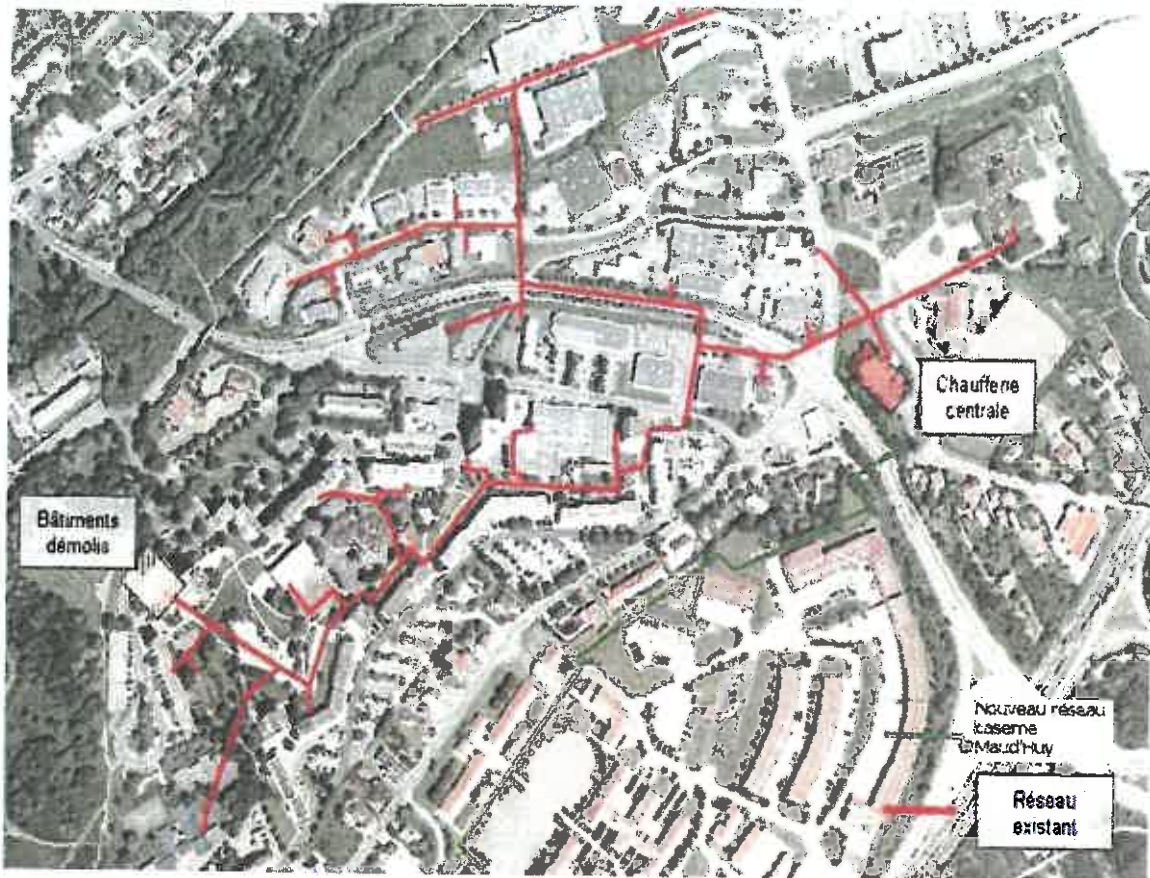 Chaufferie
centrale
Bâtiments
démolis
Nouveau réseau
caserne
Maud'Huy
Réseau
existant